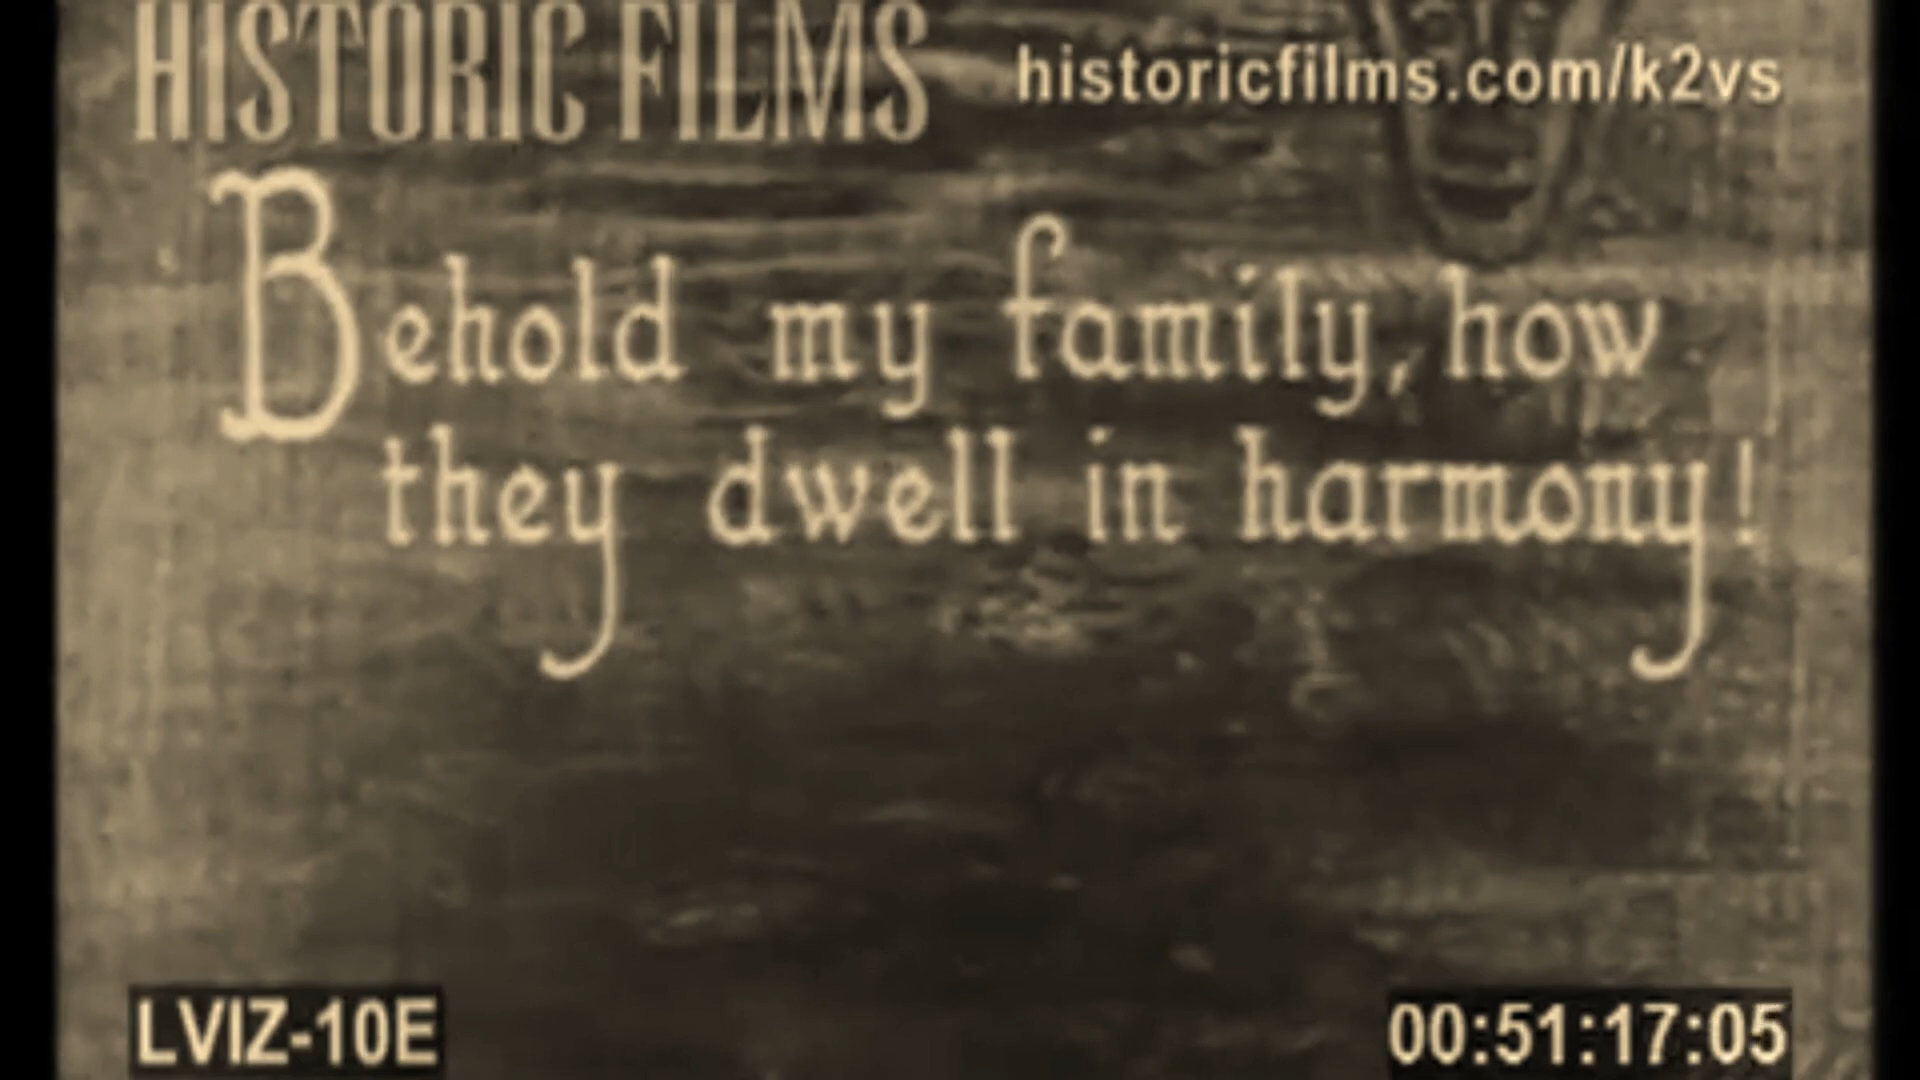 HISTORIC FILMS
historicfilms.com/k2vs
Behold my family, how
they dwell in harmony!
LVIZ-10E
00:51:17:05